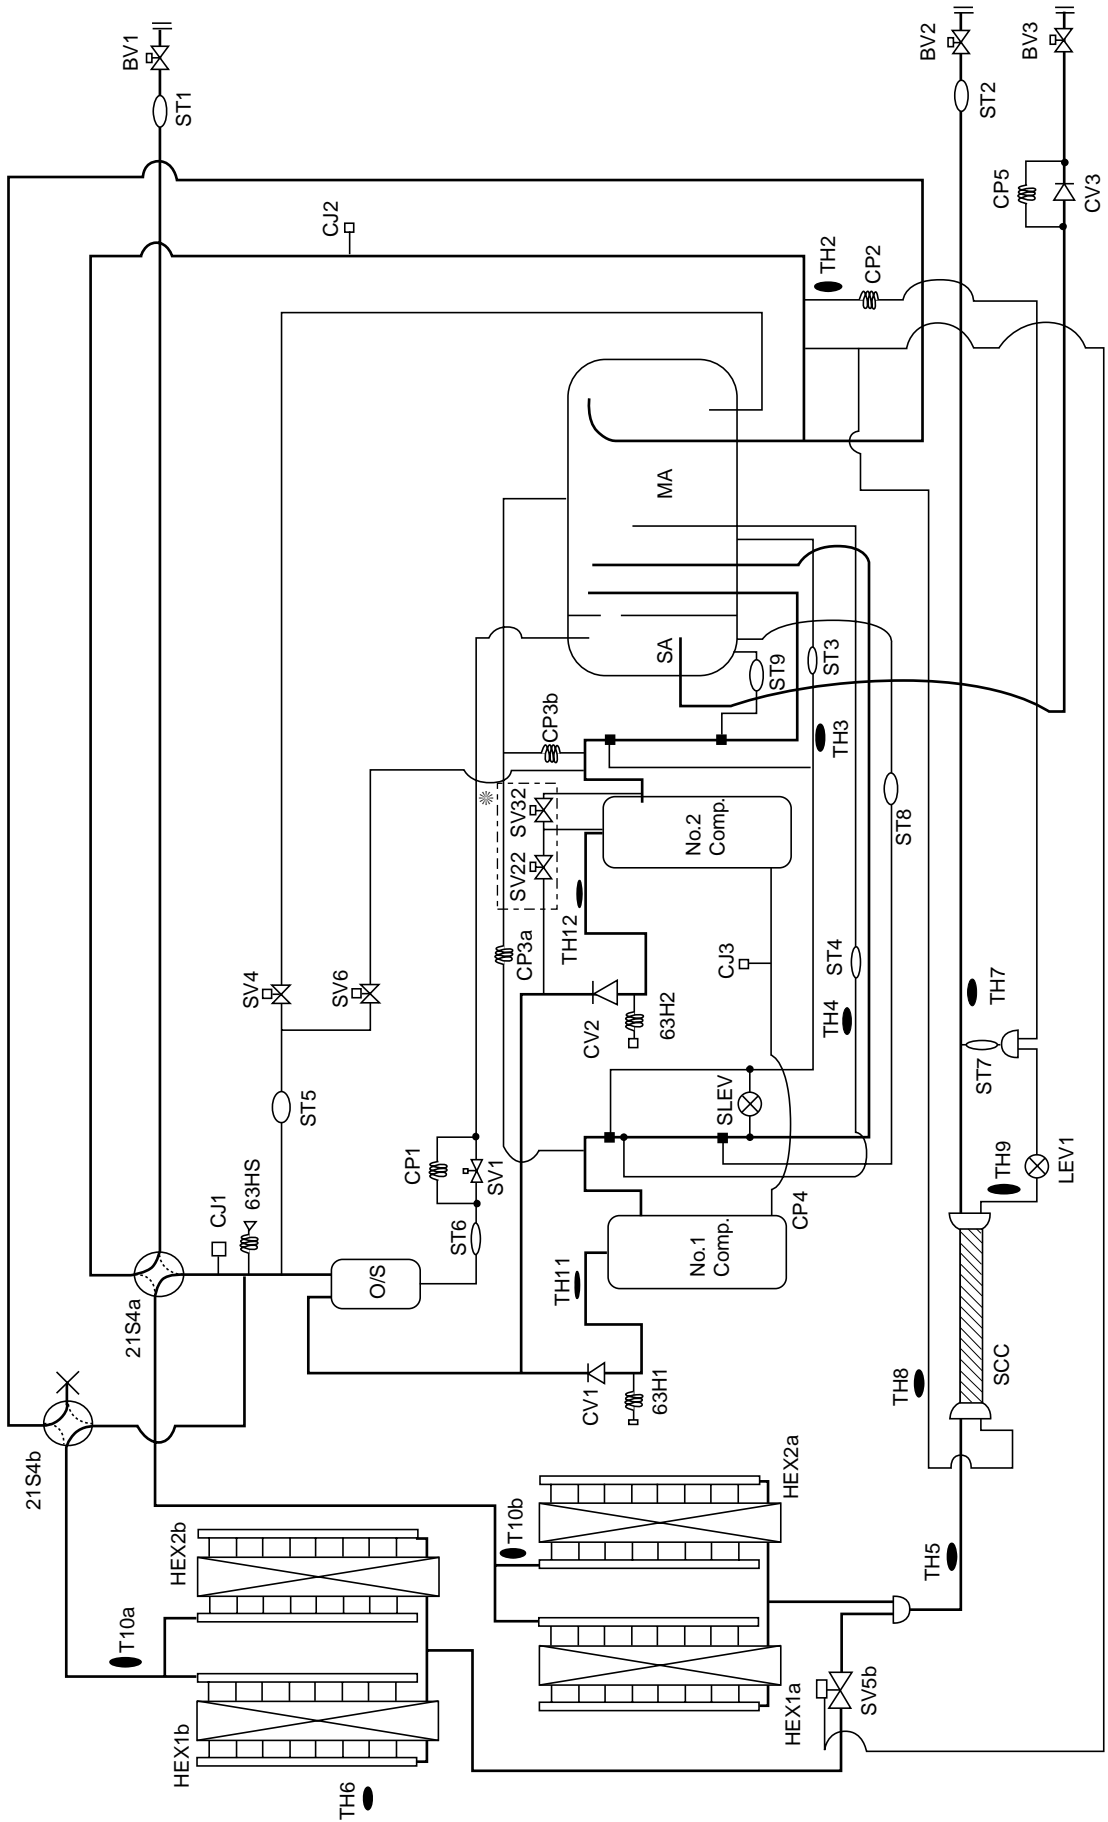 BV1
ST1
BV2
ST2
BV3
CP5
CV3
CJ2
TH2
CP2
MA
SA
ST9
ST3
TH3
CP3b
SV32
SV22
No.2
Comp.
ST8
TH12
CP3a
CJ3
ST4
TH4
TH7
SV4
SV6
CV2
63H2
ST7
ST5
SLEV
CP1
SV1
ST6
TH9
LEV1
CJ1
63HS
CP4
No.1
Comp.
TH11
O/S
21S4a
CV1
63H1
TH8
SCC
21S4b
HEX2a
HEX2b
T10b
TH5
T10a
HEX1a
SV5b
HEX1b
TH6